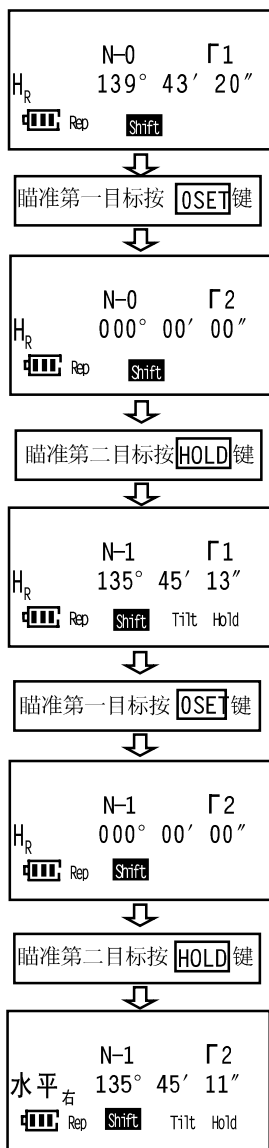 N-0 Γ1
H_R 139° 43′ 20″
Rep Shift
瞄准第一目标按 0SET 键
N-0 Γ2
H_R 000° 00′ 00″
Rep Shift
瞄准第二目标按 HOLD 键
N-1 Γ1
H_R 135° 45′ 13″
Rep Shift Tilt Hold
瞄准第一目标按 0SET 键
N-1 Γ2
H_R 000° 00′ 00″
Rep Shift
瞄准第二目标按 HOLD 键
N-1 Γ2
水平右 135° 45′ 11″
Rep Shift Tilt Hold